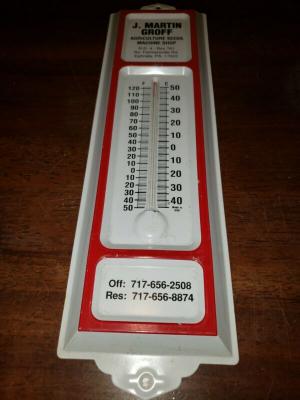 J. MARTIN
GROFF
AGRICULTURE SEEDS
MACHINE SHOP
F C
120 50
110 40
100
90 30
80
70 20
60
50 10
40
30 0
20
10 10
0
10 20
20 30
30
40 40
50
Off: 717-656-2508
Res: 717-656-8874